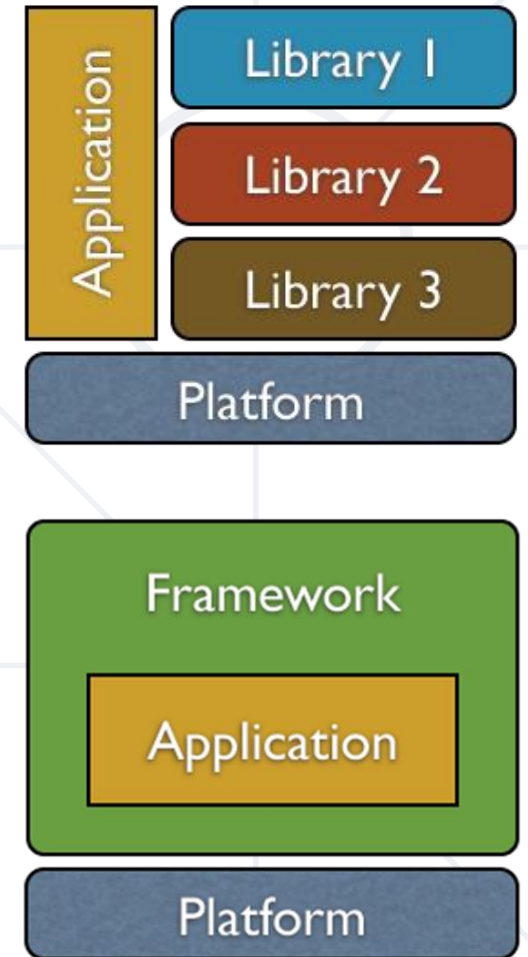 Application
Library 1
Library 2
Library 3
Platform
Framework
Application
Platform